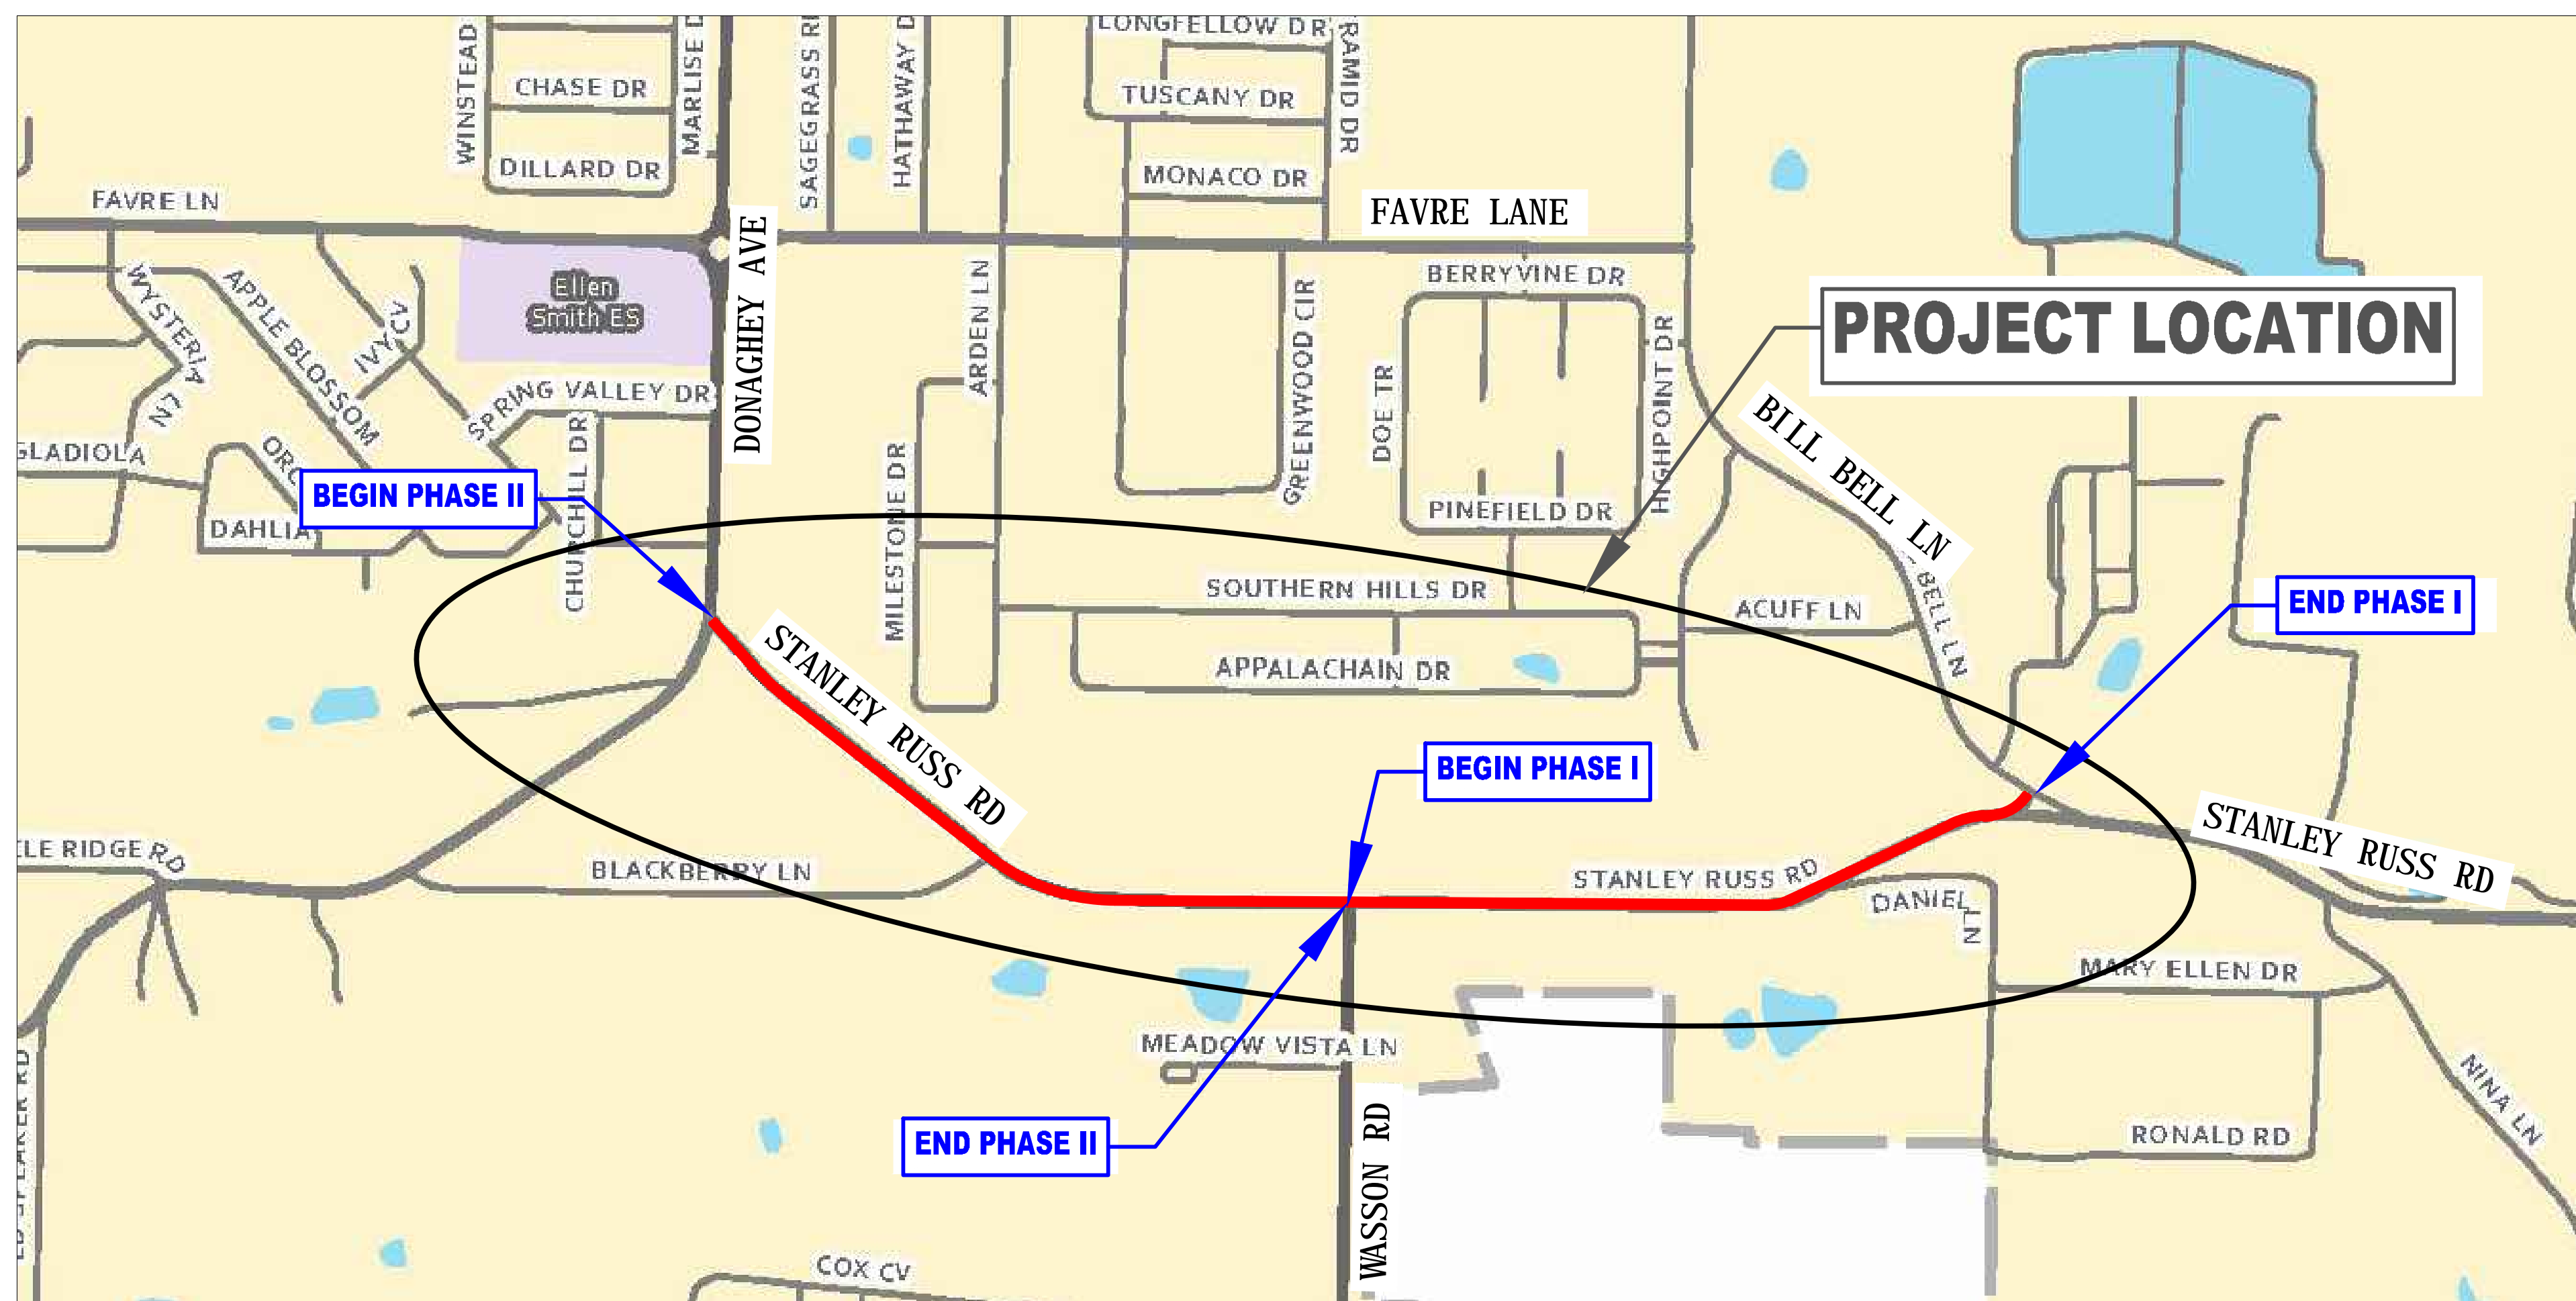 LONGFELLOW DR
WINSTEAD
MARLISE D
SAGEGRASS
HATHAWAY D
RAMID DR
CHASE DR
TUSCANY DR
DILLARD DR
MONACO DR
FAVRE LN
FAVRE LANE
DONAGHEY AVE
Ellen
Smith ES
WYSTERIA
LN
APPLE BLOSSOM
IVY
ARDEN LN
GREENWOOD CIR
BERRYVINE DR
DOE TR
HIGHPOINT DR
PROJECT LOCATION
BILL BELL LN
SPRING VALLEY DR
CHURCHILL DR
GLADIOLA
BEGIN PHASE II
DAHLIA
MILESTONE DR
PINEFIELD DR
SOUTHERN HILLS DR
ACUFF LN
BELL LN
END PHASE I
APPALACHAIN DR
STANLEY RUSS RD
BEGIN PHASE I
STANLEY RUSS RD
LE RIDGE RD
BLACKBERRY LN
STANLEY RUSS RD
DANIEL
LN
MARY ELLEN DR
MEADOW VISTA LN
END PHASE II
WASSON RD
RONALD RD
NINA LN
COX CV